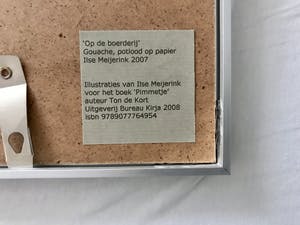 'Op de boerderij'
Gouache, potlood op papier
Ilse Meijerink 2007
Illustraties van Ilse Meijerink
voor het boek 'Pimmetje'
auteur Ton de Kort
Uitgeverij Bureau Kirja 2008
isbn 9789077764954